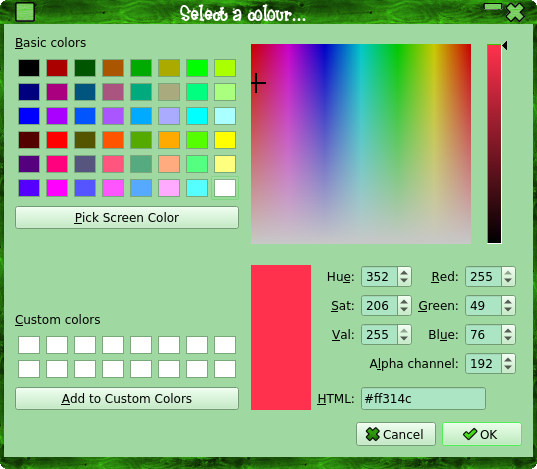 Select a colour...
Basic colors
Pick Screen Color
Custom colors
Add to Custom Colors
Hue: 352 Red: 255
Sat: 206 Green: 49
Val: 255 Blue: 76
Alpha channel: 192
HTML: #ff314c
Cancel OK